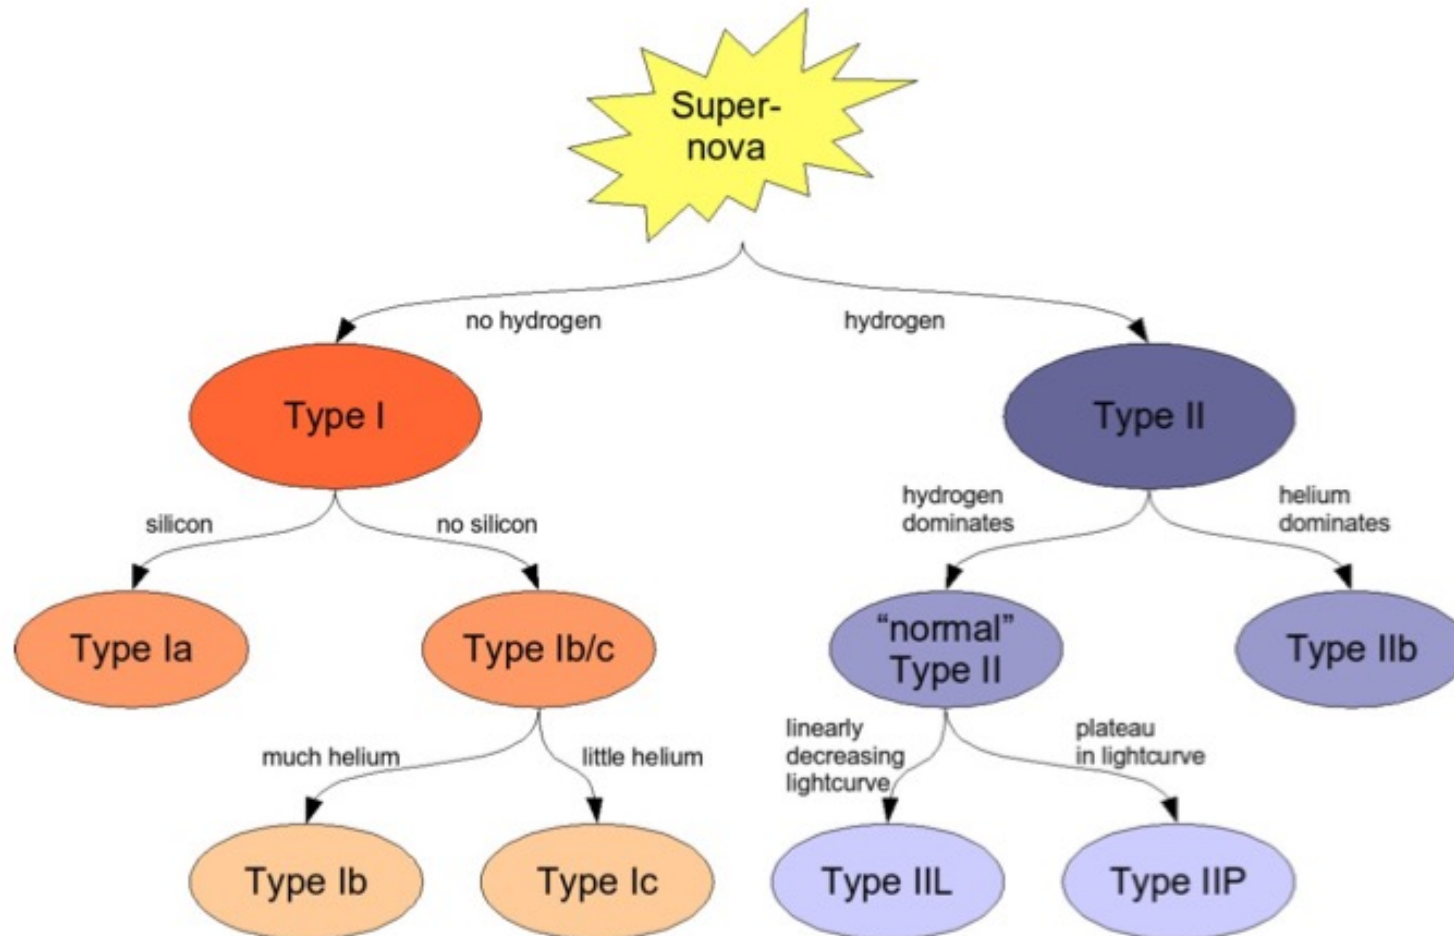 Super-
nova
no hydrogen
hydrogen
Type I
Type II
silicon
no silicon
hydrogen
dominates
helium
dominates
Type Ia
Type Ib/c
“normal”
Type II
Type IIb
much helium
little helium
linearly
decreasing
lightcurve
plateau
in lightcurve
Type Ib
Type Ic
Type IIL
Type IIP